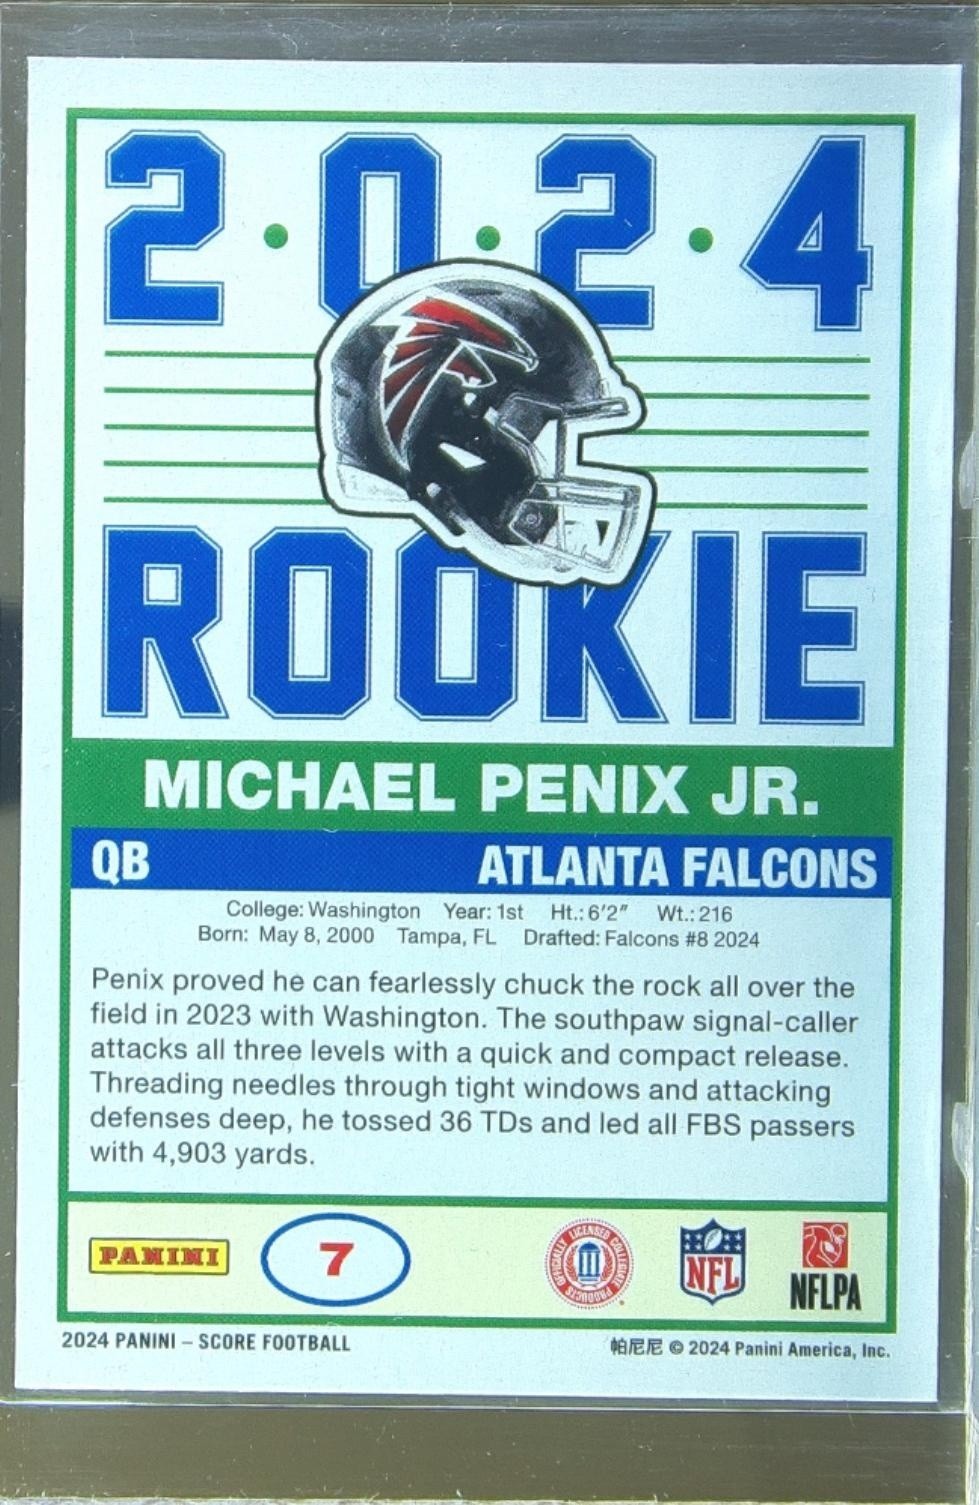 2·0·2·4
ROOKIE
MICHAEL PENIX JR.
QB ATLANTA FALCONS
College: Washington Year: 1st Ht.: 6'2" Wt.: 216
Born: May 8, 2000 Tampa, FL Drafted: Falcons #8 2024
Penix proved he can fearlessly chuck the rock all over the
field in 2023 with Washington. The southpaw signal-caller
attacks all three levels with a quick and compact release.
Threading needles through tight windows and attacking
defenses deep, he tossed 36 TDs and led all FBS passers
with 4,903 yards.
PANINI 7 OFFICIALLY LICENSED COLLEGIATE PRODUCTS NFL NFLPA
2024 PANINI – SCORE FOOTBALL 帕尼尼 © 2024 Panini America, Inc.